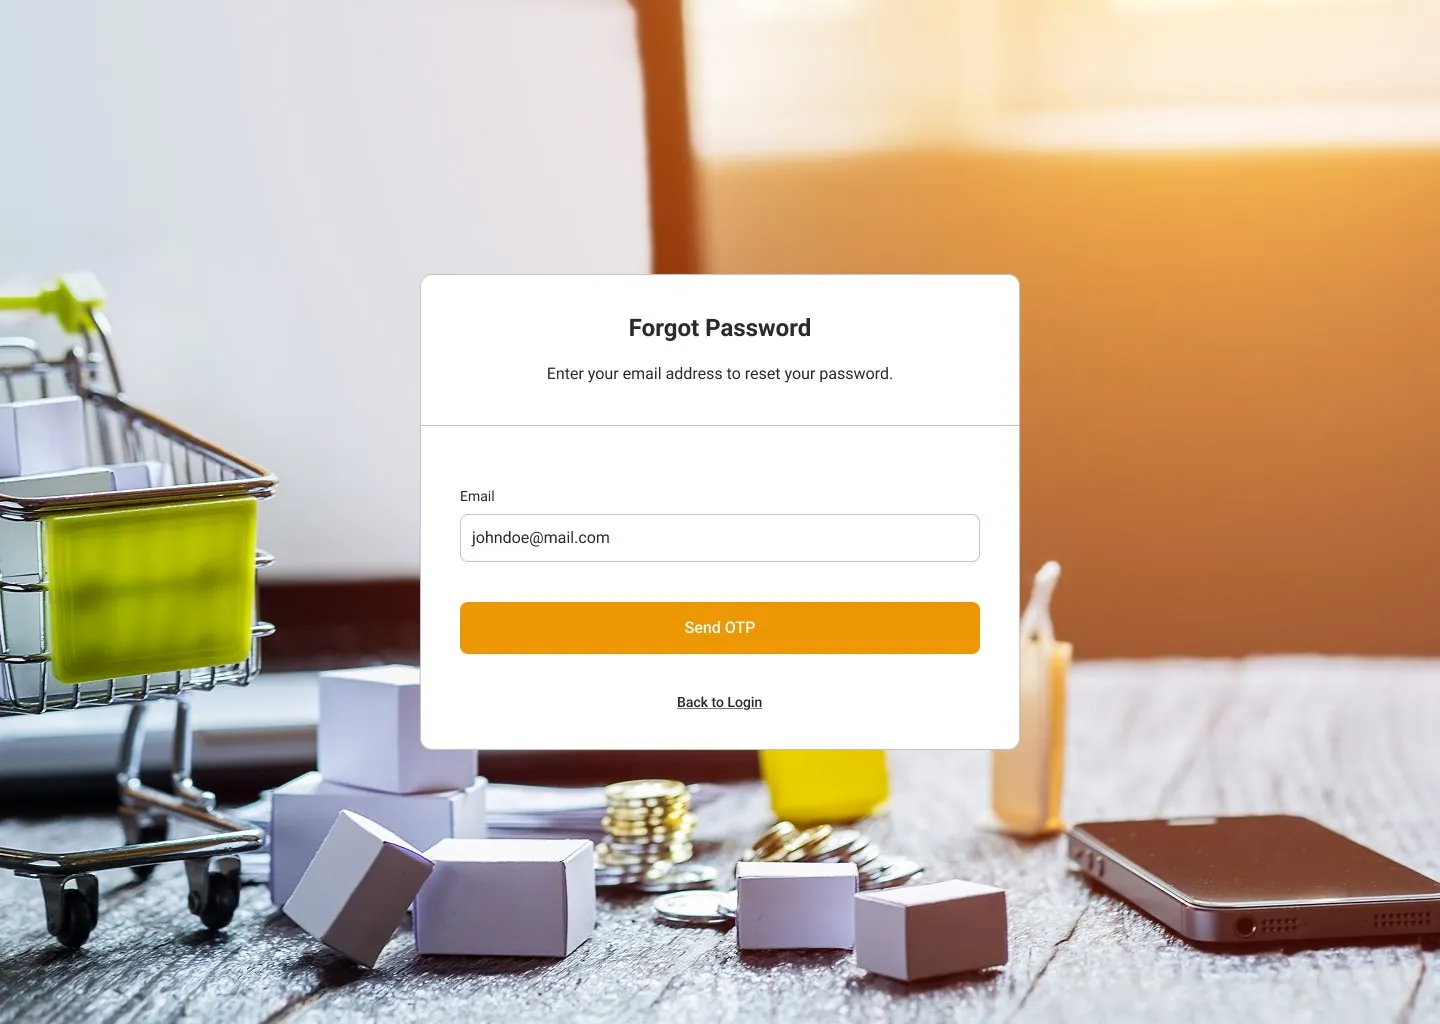 Forgot Password
Enter your email address to reset your password.
Email
johndoe@mail.com
Send OTP
Back to Login